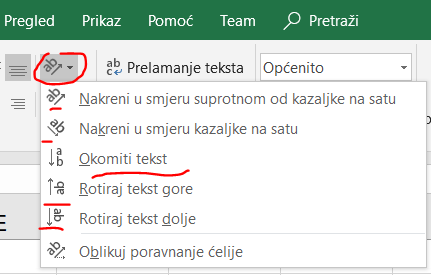 Pregled Prikaz Pomoć Team Pretraži
ab Prelamanje teksta Općenito
Nakreni u smjeru suprotnom od kazaljke na satu
Nakreni u smjeru kazaljke na satu
Okomiti tekst
Rotiraj tekst gore
Rotiraj tekst dolje
Oblikuj poravnanje ćelije
E